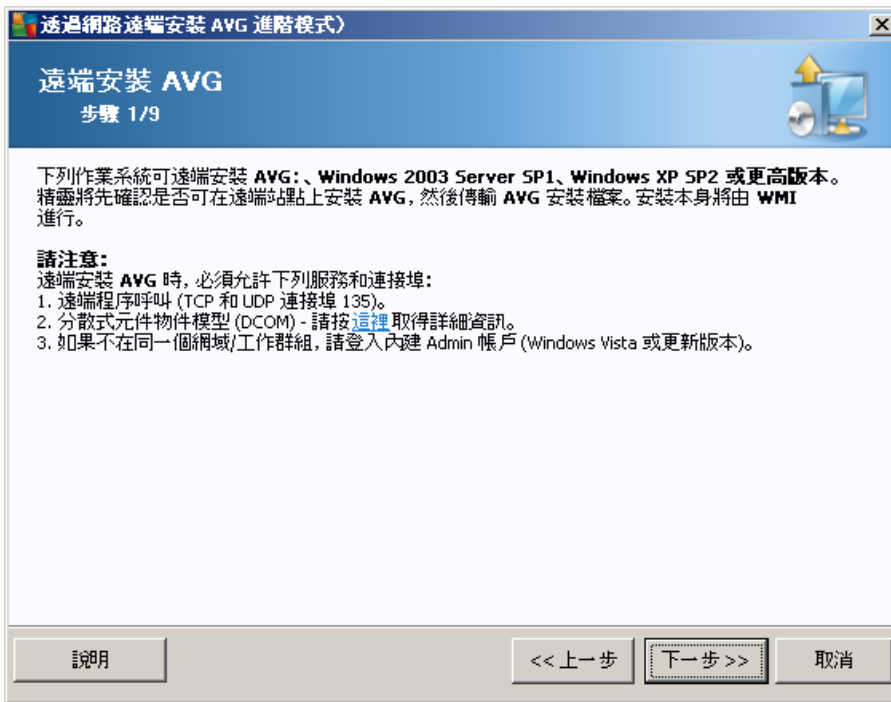 透過網路遠端安裝 AVG 進階模式)
遠端安裝 AVG
步驟 1/9
下列作業系統可遠端安裝 AVG:、Windows 2003 Server SP1、Windows XP SP2 或更高版本。
精靈將先確認是否可在遠端站點上安裝 AVG, 然後傳輸 AVG 安裝檔案。安裝本身將由 WMI
進行。
請注意:
遠端安裝 AVG 時, 必須允許下列服務和連接埠:
1. 遠端程序呼叫 (TCP 和 UDP 連接埠 135)。
2. 分散式元件物件模型 (DCOM) - 請按這裡取得詳細資訊。
3. 如果不在同一個網域/工作群組, 請登入內建 Admin 帳戶 (Windows Vista 或更新版本)。
說明
<< 上一步
下一步 >>
取消